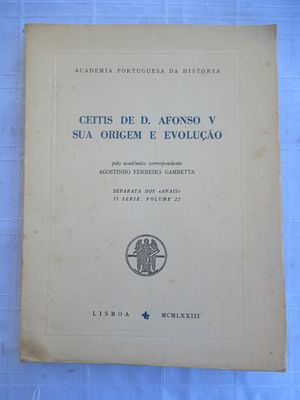 ACADEMIA PORTUGUESA DA HISTÓRIA
CEITIS DE D. AFONSO V
SUA ORIGEM E EVOLUÇÃO
pelo académico correspondente
AGOSTINHO FERREIRA GAMBETTA
SEPARATA DOS «ANAIS»
II SÉRIE, VOLUME 22
LISBOA MCMLXXIII